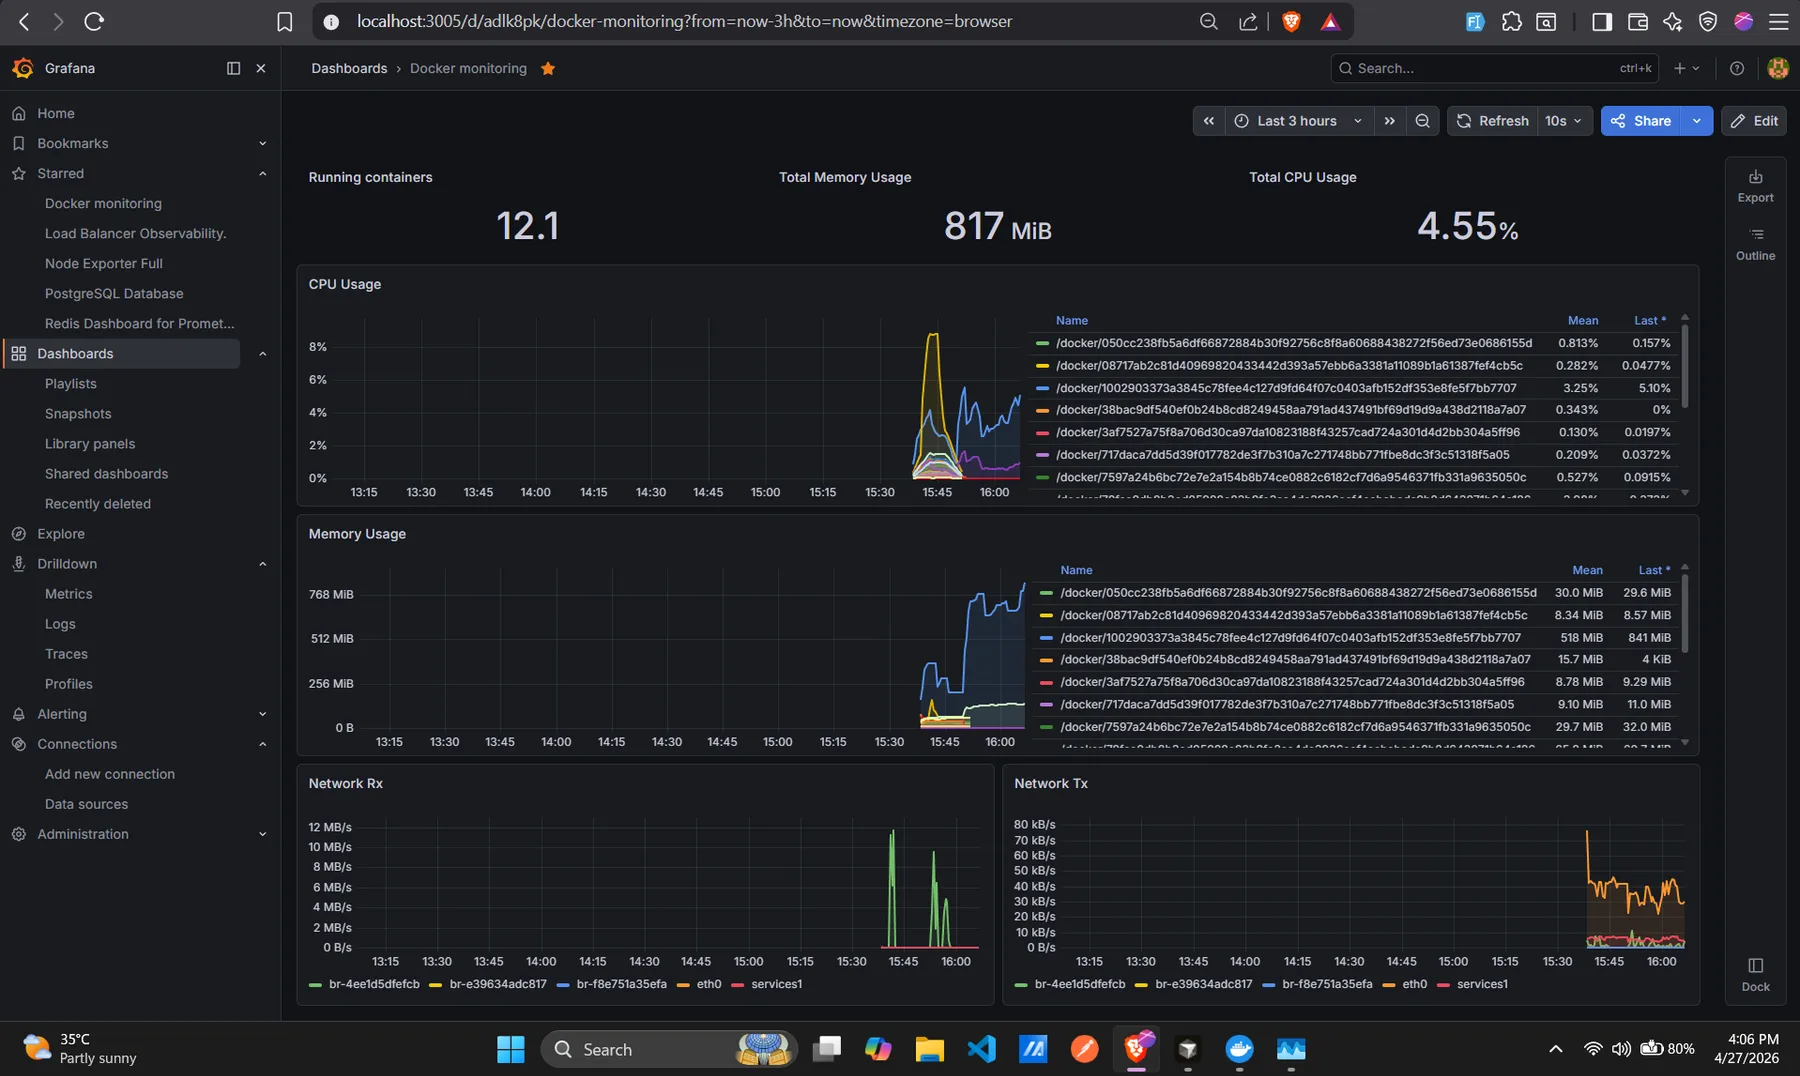 localhost:3005/d/adlk8pk/docker-monitoring?from=now-3h&to=now&timezone=browser
Grafana
Dashboards › Docker monitoring
Search... ctrl+k
Home
Bookmarks
Starred
Docker monitoring
Load Balancer Observability.
Node Exporter Full
PostgreSQL Database
Redis Dashboard for Promet...
Dashboards
Playlists
Snapshots
Library panels
Shared dashboards
Recently deleted
Explore
Drilldown
Metrics
Logs
Traces
Profiles
Alerting
Connections
Add new connection
Data sources
Administration
Last 3 hours
Refresh 10s
Share
Edit
Export
Outline
Dock
Running containers
12.1
Total Memory Usage
817 MiB
Total CPU Usage
4.55%
CPU Usage
8%
6%
4%
2%
0%
13:15 13:30 13:45 14:00 14:15 14:30 14:45 15:00 15:15 15:30 15:45 16:00
Name Mean Last *
/docker/050cc238fb5a6df66872884b30f92756c8f8a60688438272f56ed73e0686155d 0.813% 0.157%
/docker/08717ab2c81d40969820433442d393a57ebb6a3381a11089b1a61387fef4cb5c 0.282% 0.0477%
/docker/1002903373a3845c78fee4c127d9fd64f07c0403afb152df353e8fe5f7bb7707 3.25% 5.10%
/docker/38bac9df540ef0b24b8cd8249458aa791ad437491bf69d19d9a438d2118a7a07 0.343% 0%
/docker/3af7527a75f8a706d30ca97da10823188f43257cad724a301d4d2bb304a5ff96 0.130% 0.0197%
/docker/717daca7dd5d39f017782de3f7b310a7c271748bb771fbe8dc3f3c51318f5a05 0.209% 0.0372%
/docker/7597a24b6bc72e7e2a154b8b74ce0882c6182cf7d6a9546371fb331a9635050c 0.527% 0.0915%
Memory Usage
768 MiB
512 MiB
256 MiB
0 B
13:15 13:30 13:45 14:00 14:15 14:30 14:45 15:00 15:15 15:30 15:45 16:00
Name Mean Last *
/docker/050cc238fb5a6df66872884b30f92756c8f8a60688438272f56ed73e0686155d 30.0 MiB 29.6 MiB
/docker/08717ab2c81d40969820433442d393a57ebb6a3381a11089b1a61387fef4cb5c 8.34 MiB 8.57 MiB
/docker/1002903373a3845c78fee4c127d9fd64f07c0403afb152df353e8fe5f7bb7707 518 MiB 841 MiB
/docker/38bac9df540ef0b24b8cd8249458aa791ad437491bf69d19d9a438d2118a7a07 15.7 MiB 4 KiB
/docker/3af7527a75f8a706d30ca97da10823188f43257cad724a301d4d2bb304a5ff96 8.78 MiB 9.29 MiB
/docker/717daca7dd5d39f017782de3f7b310a7c271748bb771fbe8dc3f3c51318f5a05 9.10 MiB 11.0 MiB
/docker/7597a24b6bc72e7e2a154b8b74ce0882c6182cf7d6a9546371fb331a9635050c 29.7 MiB 32.0 MiB
Network Rx
12 MB/s
10 MB/s
8 MB/s
6 MB/s
4 MB/s
2 MB/s
0 B/s
13:15 13:30 13:45 14:00 14:15 14:30 14:45 15:00 15:15 15:30 15:45 16:00
br-4ee1d5dfefcb br-e39634adc817 br-f8e751a35efa eth0 services1
Network Tx
80 kB/s
70 kB/s
60 kB/s
50 kB/s
40 kB/s
30 kB/s
20 kB/s
10 kB/s
0 B/s
13:15 13:30 13:45 14:00 14:15 14:30 14:45 15:00 15:15 15:30 15:45 16:00
br-4ee1d5dfefcb br-e39634adc817 br-f8e751a35efa eth0 services1
35°C
Partly sunny
Search
80%
4:06 PM
4/27/2026